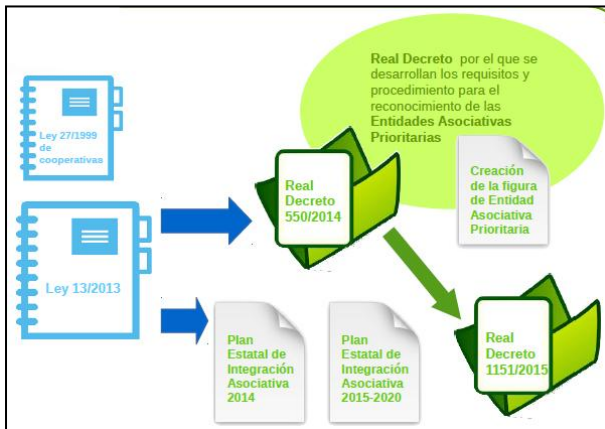 Real Decreto por el que se
desarrollan los requisitos y
procedimiento para el
reconocimiento de las
Entidades Asociativas
Prioritarias
Ley 27/1999
de
cooperativas
Real
Decreto
550/2014
Creación
de la figura
de Entidad
Asociativa
Prioritaria
Ley 13/2013
Plan
Estatal de
Integración
Asociativa
2014
Plan
Estatal de
Integración
Asociativa
2015-2020
Real
Decreto
1151/2015